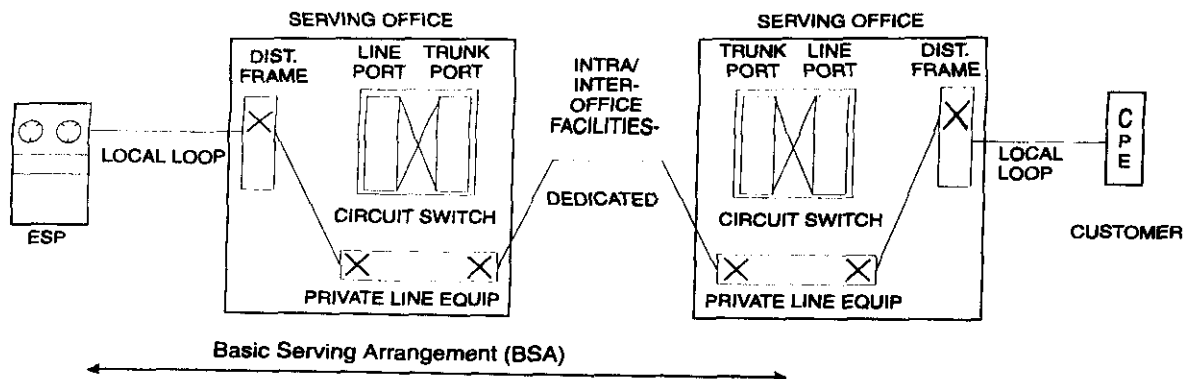 SERVING OFFICE
DIST.
FRAME
LINE
PORT
TRUNK
PORT
LOCAL LOOP
ESP
CIRCUIT SWITCH
PRIVATE LINE EQUIP
INTRA/
INTER-
OFFICE
FACILITIES-
DEDICATED
SERVING OFFICE
TRUNK
PORT
LINE
PORT
DIST.
FRAME
CIRCUIT SWITCH
PRIVATE LINE EQUIP
LOCAL
LOOP
CPE
CUSTOMER
Basic Serving Arrangement (BSA)